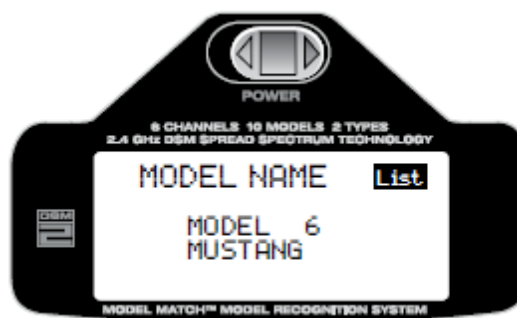 POWER
6 CHANNELS 10 MODELS 2 TYPES
2.4 GHz DSM SPREAD SPECTRUM TECHNOLOGY
MODEL NAME List
DSM
2
MODEL 6
MUSTANG
MODEL MATCH™ MODEL RECOGNITION SYSTEM